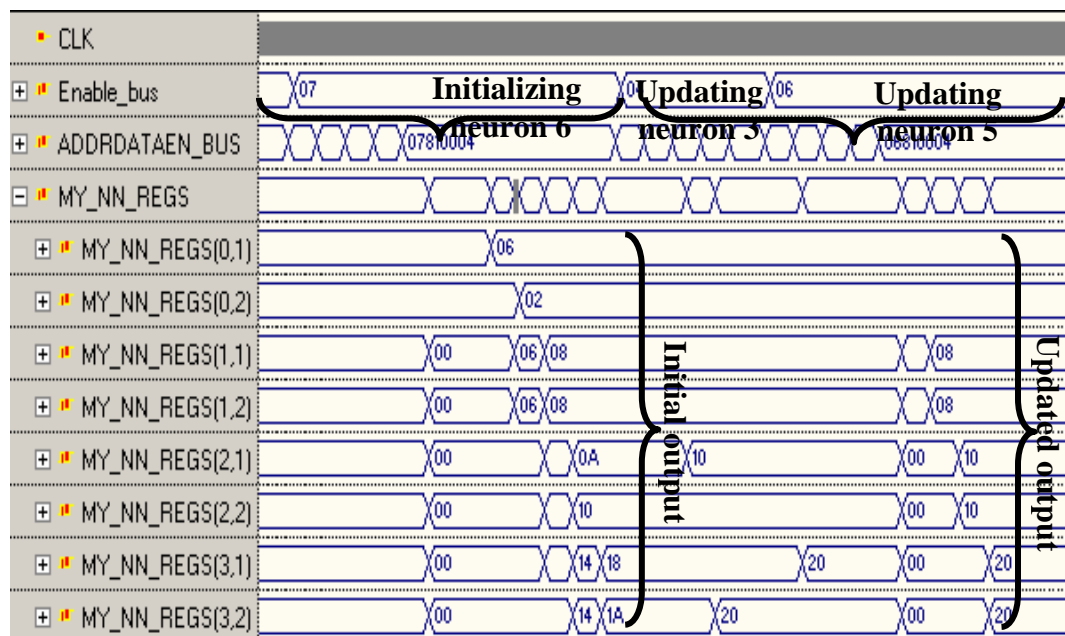 CLK
Enable_bus 07 06
Initializing neuron 6
Updating neuron 3
Updating neuron 5
ADDRDATAEN_BUS 07810004
MY_NN_REGS
MY_NN_REGS(0,1) 06
MY_NN_REGS(0,2) 02
MY_NN_REGS(1,1) 00 06 08 08
MY_NN_REGS(1,2) 00 06 08 08
MY_NN_REGS(2,1) 00 0A 10 00 10
MY_NN_REGS(2,2) 00 10 00 10
MY_NN_REGS(3,1) 00 14 18 20 00 20
MY_NN_REGS(3,2) 00 14 1A 20 00 20
Initial output
Updated output